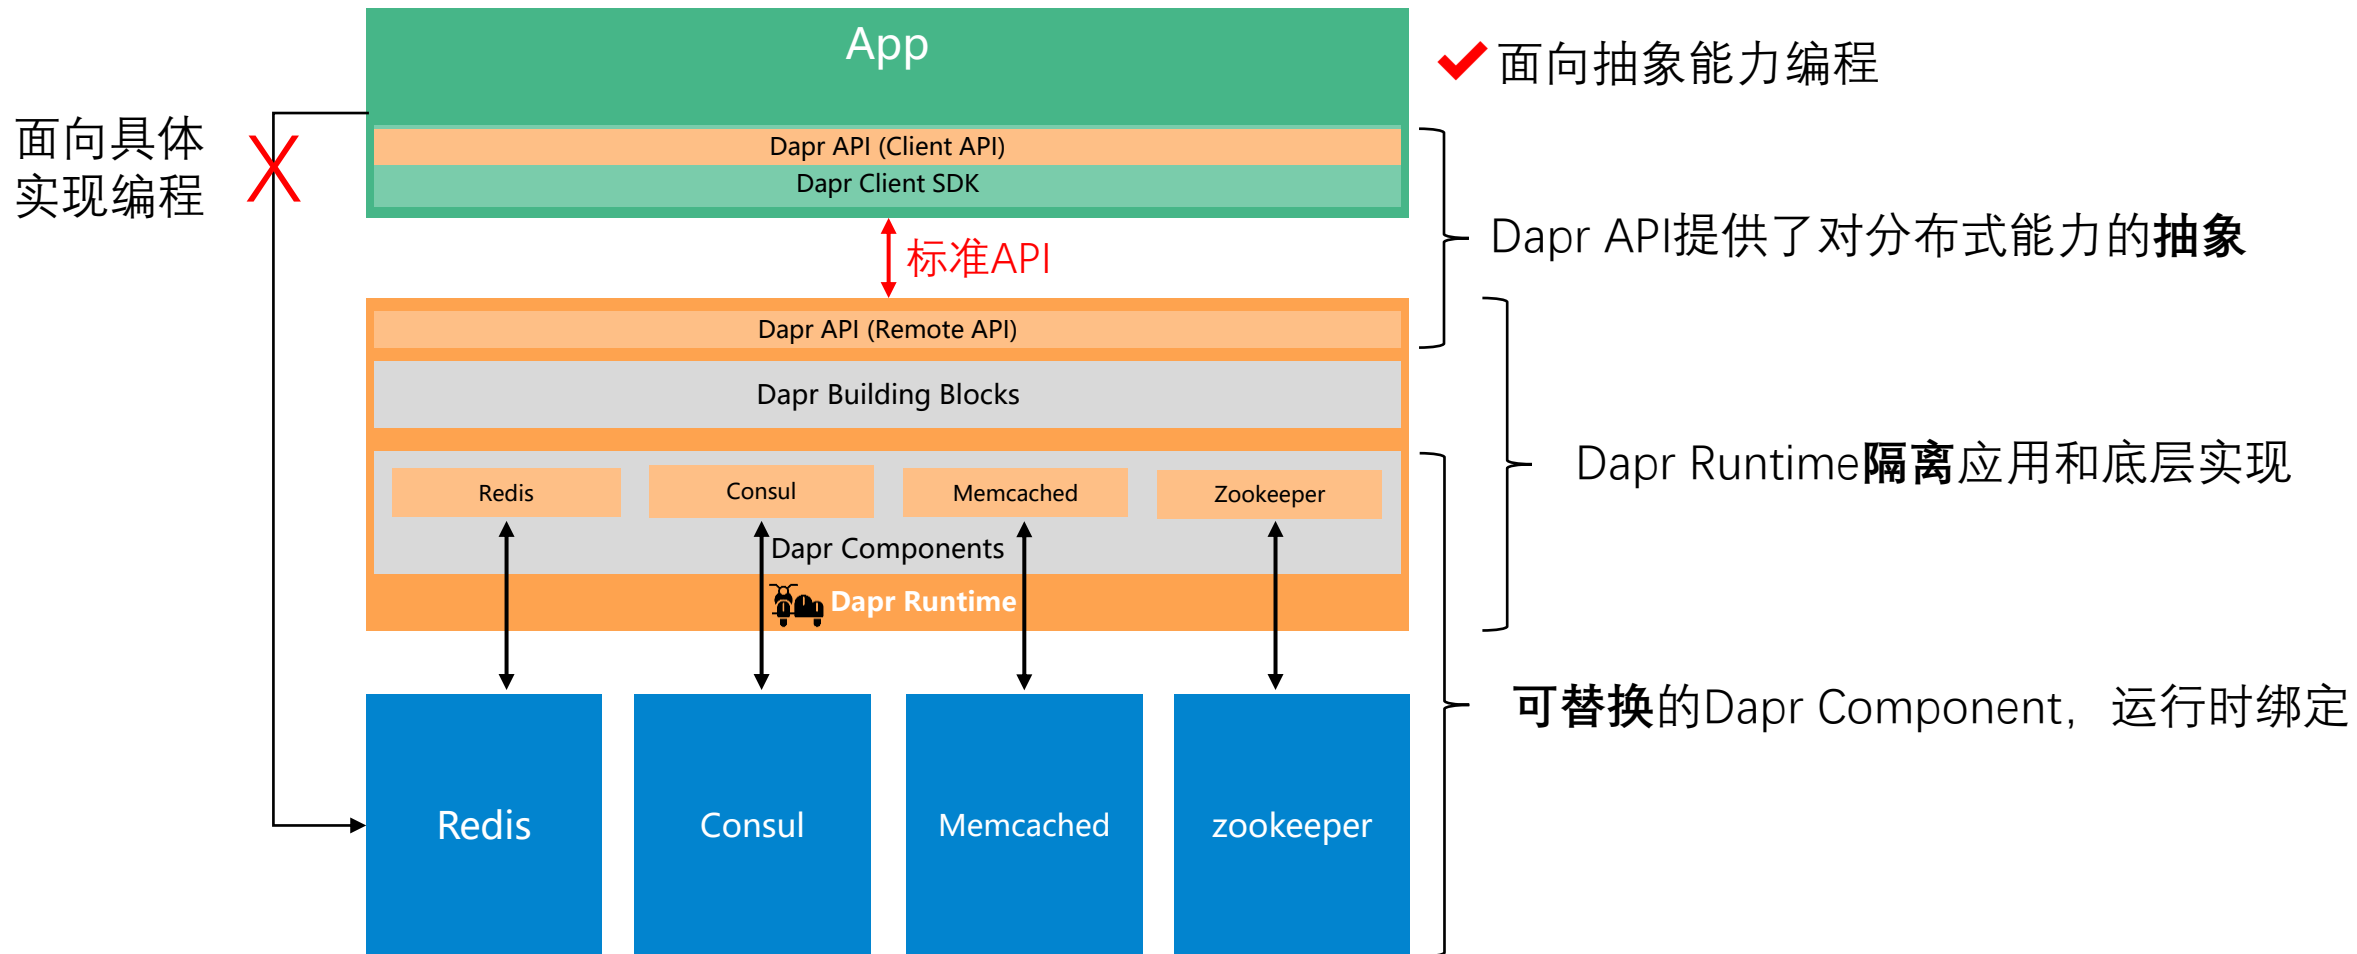 App
面向抽象能力编程
面向具体
实现编程
Dapr API (Client API)
Dapr Client SDK
标准API
Dapr API提供了对分布式能力的抽象
Dapr API (Remote API)
Dapr Building Blocks
Redis
Consul
Memcached
Zookeeper
Dapr Components
Dapr Runtime
Dapr Runtime隔离应用和底层实现
可替换的Dapr Component，运行时绑定
Redis
Consul
Memcached
zookeeper